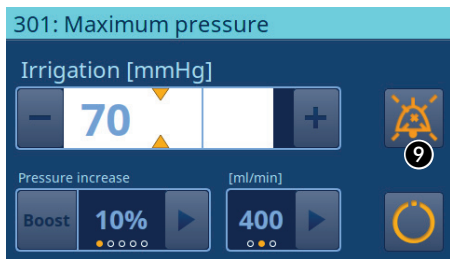 301: Maximum pressure
Irrigation [mmHg]
− 70 +
9
Pressure increase [ml/min]
Boost 10% 400